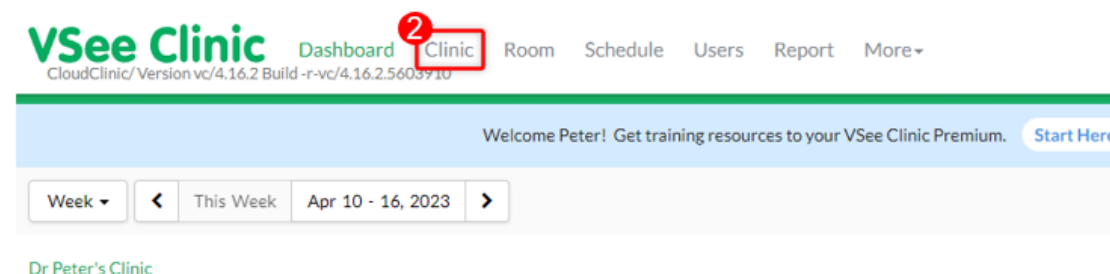 VSee Clinic Dashboard 2 Clinic Room Schedule Users Report More
CloudClinic/ Version vc/4.16.2 Build -r-vc/4.16.2.5603910
Welcome Peter! Get training resources to your VSee Clinic Premium. Start Here
Week This Week Apr 10 - 16, 2023
Dr Peter's Clinic